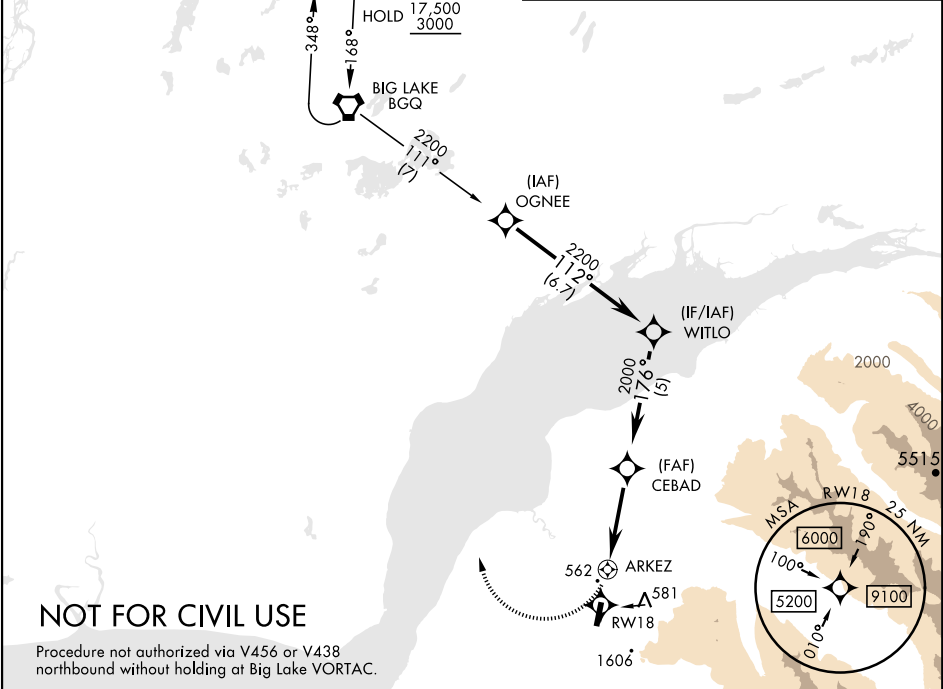 HOLD 17,500
3000
348°
168°
BIG LAKE
BGQ
2200
111°
(7)
(IAF)
OGNEE
2200
112°
(6.7)
(IF/IAF)
WITLO
2000
176°
(5)
2000
4000
5515
(FAF)
CEBAD
MSA RW18 25 NM
6000
190°
100°
5200
9100
010°
562
ARKEZ
581
RW18
1606
NOT FOR CIVIL USE
Procedure not authorized via V456 or V438
northbound without holding at Big Lake VORTAC.